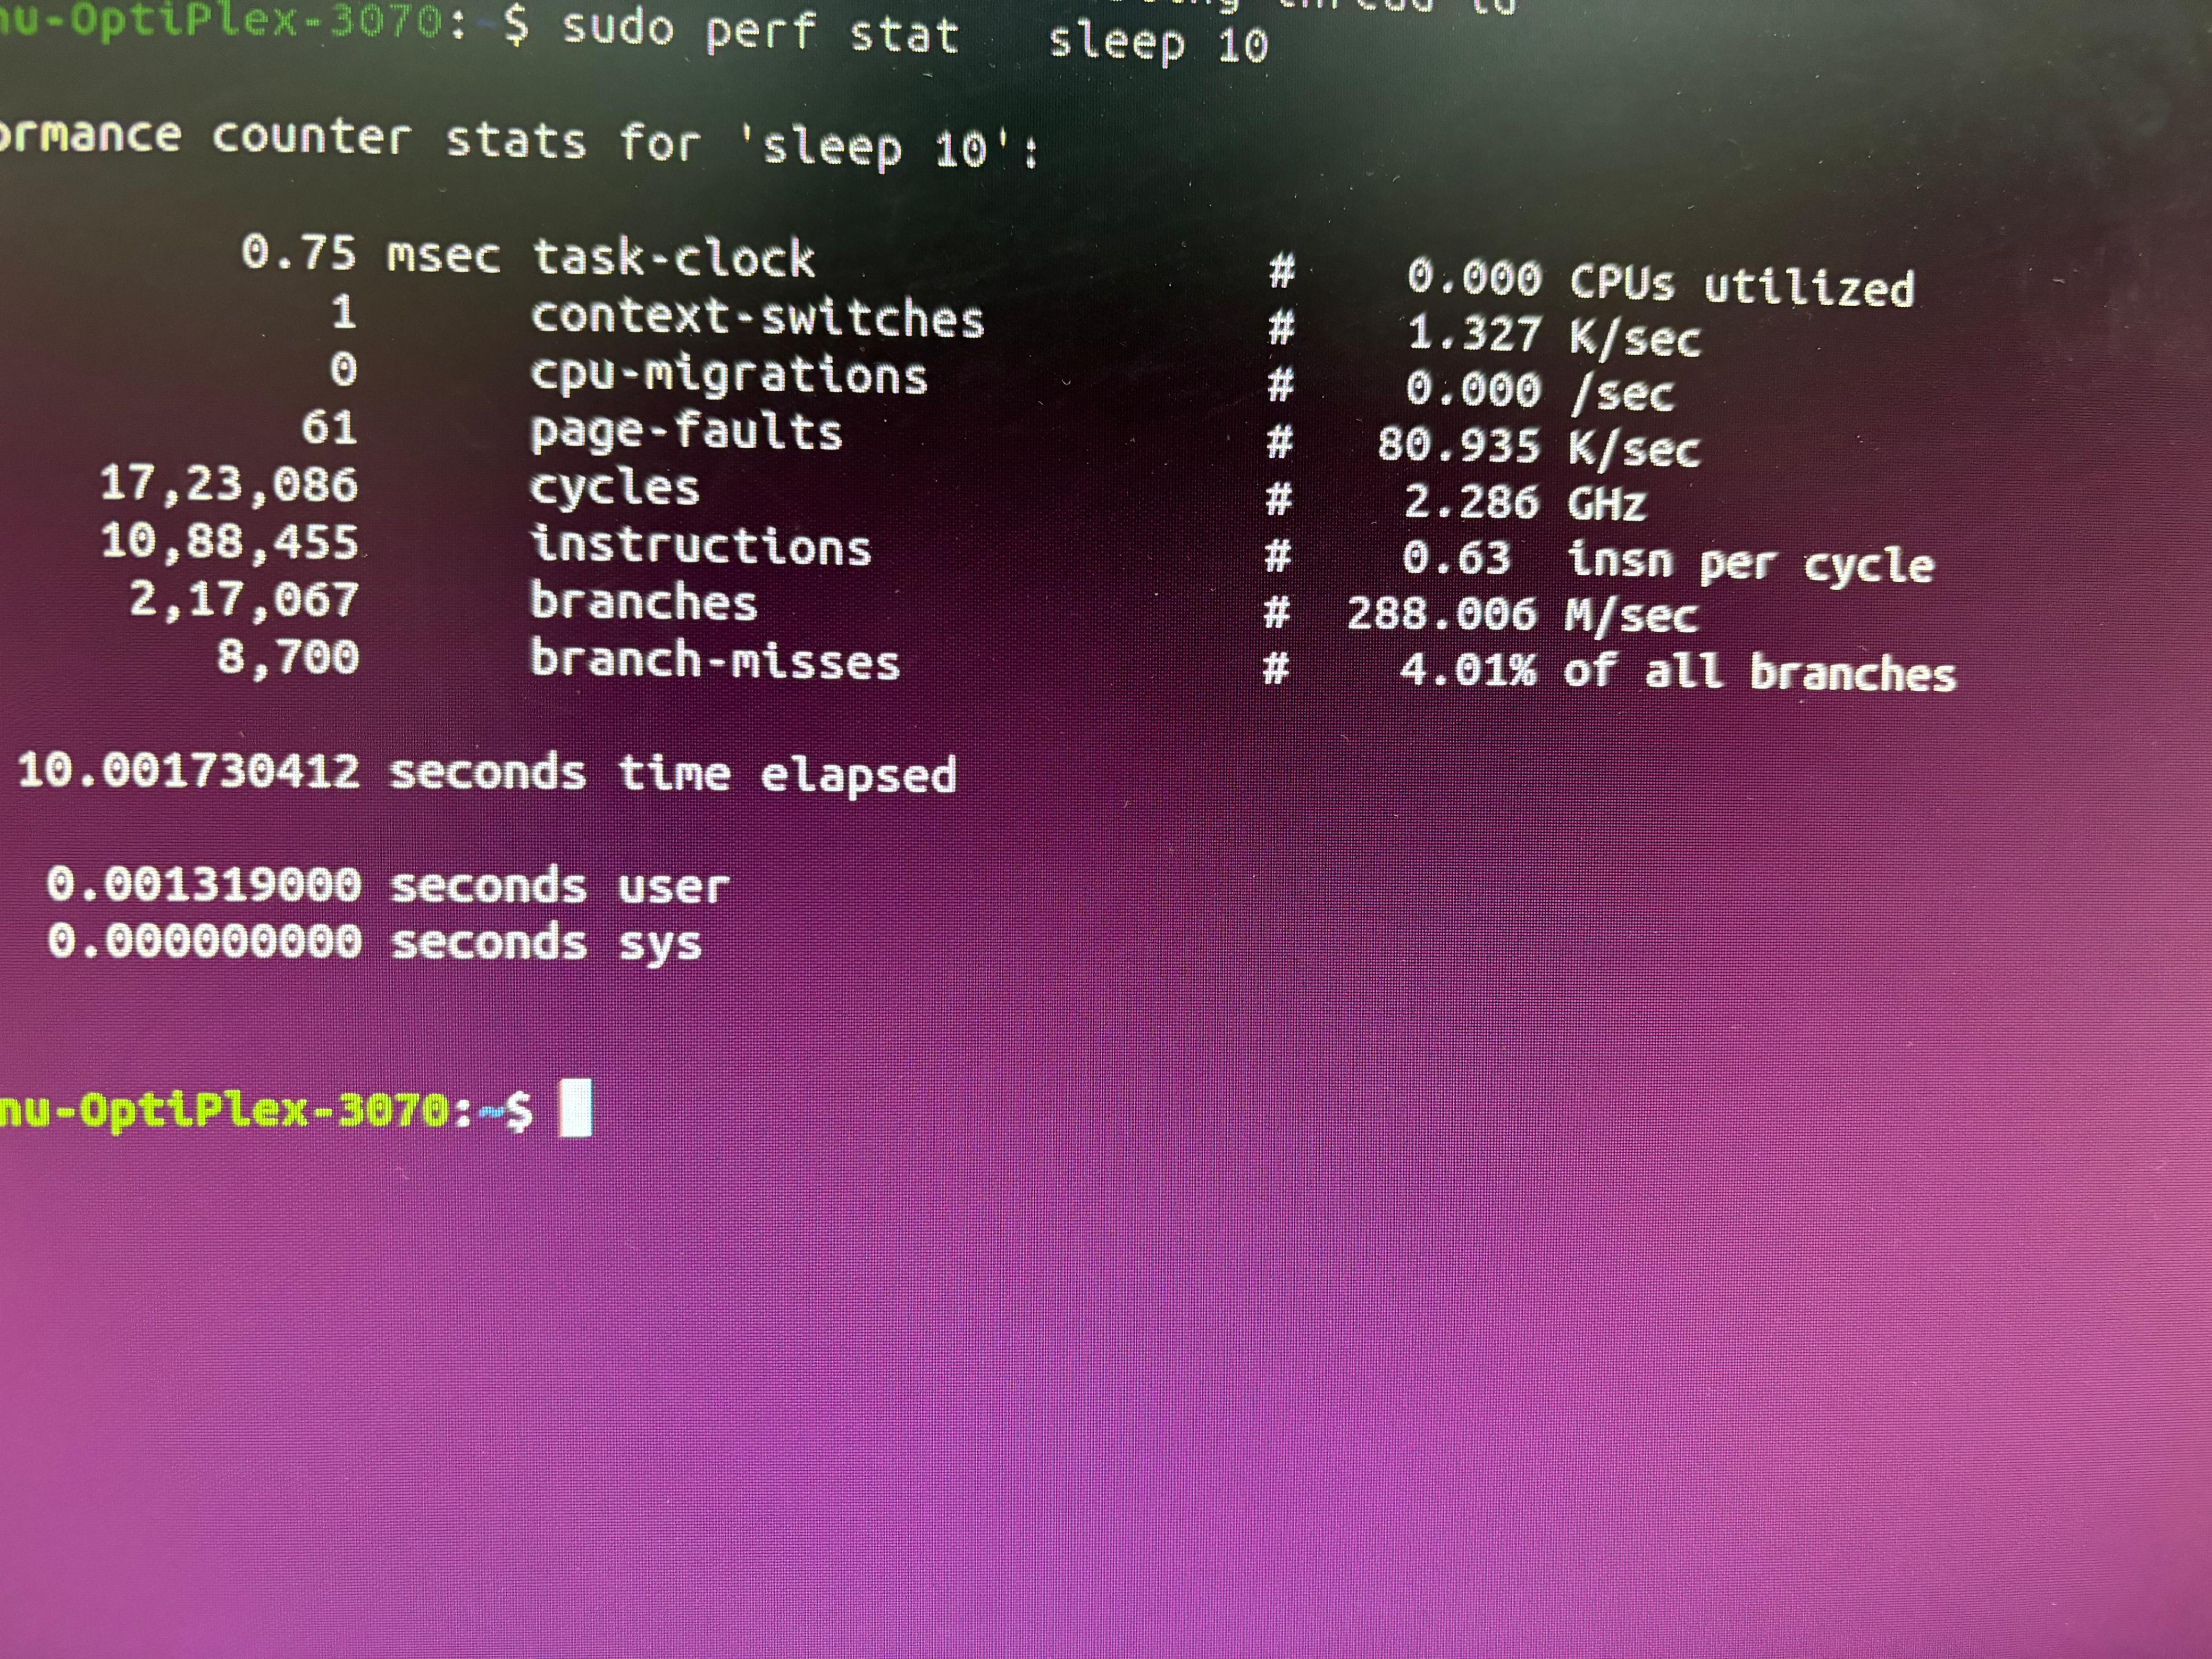 thread to
nu-OptiPlex-3070:~$ sudo perf stat   sleep 10
ormance counter stats for 'sleep 10':
0.75 msec task-clock # 0.000 CPUs utilized
1 context-switches # 1.327 K/sec
0 cpu-migrations # 0.000 /sec
61 page-faults # 80.935 K/sec
17,23,086 cycles # 2.286 GHz
10,88,455 instructions # 0.63 insn per cycle
2,17,067 branches # 288.006 M/sec
8,700 branch-misses # 4.01% of all branches
10.001730412 seconds time elapsed
0.001319000 seconds user
0.000000000 seconds sys
nu-OptiPlex-3070:~$